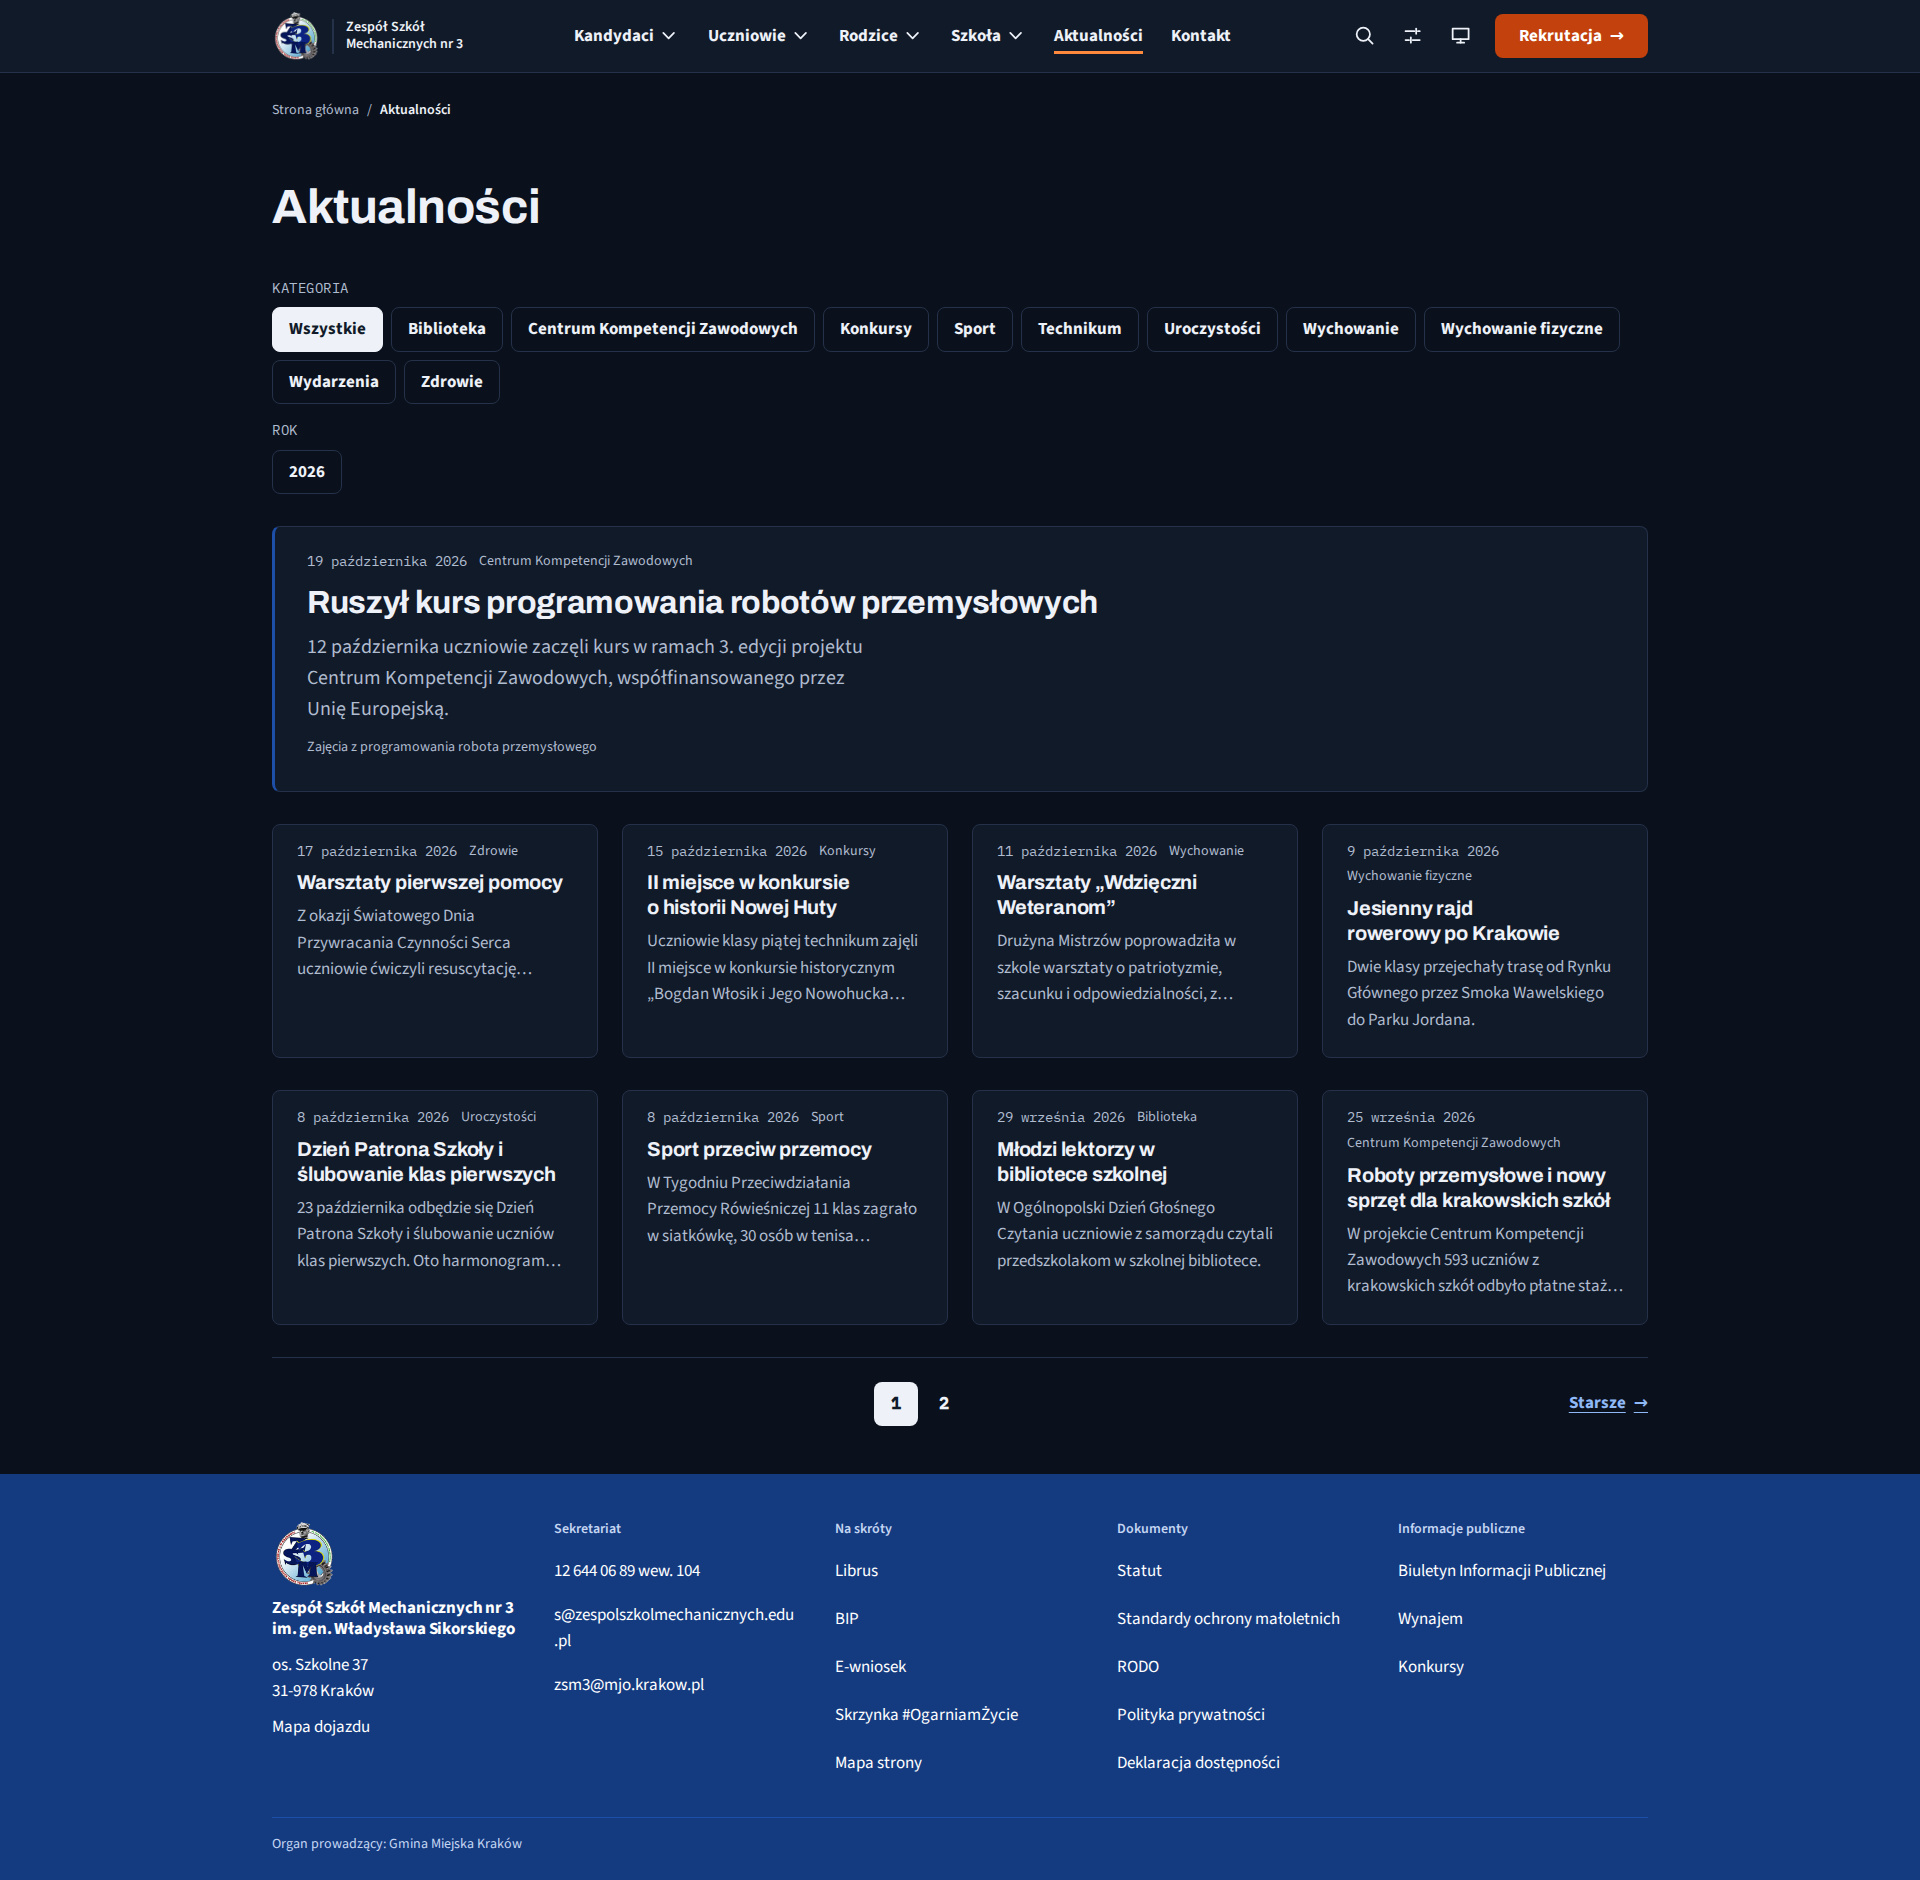 Zespół Szkół
Mechanicznych nr 3
Kandydaci
Uczniowie
Rodzice
Szkoła
Aktualności
Kontakt
Rekrutacja →
Strona główna / Aktualności
Aktualności
KATEGORIA
Wszystkie
Biblioteka
Centrum Kompetencji Zawodowych
Konkursy
Sport
Technikum
Uroczystości
Wychowanie
Wychowanie fizyczne
Wydarzenia
Zdrowie
ROK
2026
19 października 2026 Centrum Kompetencji Zawodowych
Ruszył kurs programowania robotów przemysłowych
12 października uczniowie zaczęli kurs w ramach 3. edycji projektu
Centrum Kompetencji Zawodowych, współfinansowanego przez
Unię Europejską.
Zajęcia z programowania robota przemysłowego
17 października 2026 Zdrowie
Warsztaty pierwszej pomocy
Z okazji Światowego Dnia
Przywracania Czynności Serca
uczniowie ćwiczyli resuscytację…
15 października 2026 Konkursy
II miejsce w konkursie
o historii Nowej Huty
Uczniowie klasy piątej technikum zajęli
II miejsce w konkursie historycznym
„Bogdan Włosik i Jego Nowohucka…
11 października 2026 Wychowanie
Warsztaty „Wdzięczni
Weteranom”
Drużyna Mistrzów poprowadziła w
szkole warsztaty o patriotyzmie,
szacunku i odpowiedzialności, z…
9 października 2026
Wychowanie fizyczne
Jesienny rajd
rowerowy po Krakowie
Dwie klasy przejechały trasę od Rynku
Głównego przez Smoka Wawelskiego
do Parku Jordana.
8 października 2026 Uroczystości
Dzień Patrona Szkoły i
ślubowanie klas pierwszych
23 października odbędzie się Dzień
Patrona Szkoły i ślubowanie uczniów
klas pierwszych. Oto harmonogram…
8 października 2026 Sport
Sport przeciw przemocy
W Tygodniu Przeciwdziałania
Przemocy Rówieśniczej 11 klas zagrało
w siatkówkę, 30 osób w tenisa…
29 września 2026 Biblioteka
Młodzi lektorzy w
bibliotece szkolnej
W Ogólnopolski Dzień Głośnego
Czytania uczniowie z samorządu czytali
przedszkolakom w szkolnej bibliotece.
25 września 2026
Centrum Kompetencji Zawodowych
Roboty przemysłowe i nowy
sprzęt dla krakowskich szkół
W projekcie Centrum Kompetencji
Zawodowych 593 uczniów z
krakowskich szkół odbyło płatne staż…
1
2
Starsze →
Zespół Szkół Mechanicznych nr 3
im. gen. Władysława Sikorskiego
os. Szkolne 37
31-978 Kraków
Mapa dojazdu
Sekretariat
12 644 06 89 wew. 104
s@zespolszkolmechanicznych.edu
.pl
zsm3@mjo.krakow.pl
Na skróty
Librus
BIP
E-wniosek
Skrzynka #OgarniamŻycie
Mapa strony
Dokumenty
Statut
Standardy ochrony małoletnich
RODO
Polityka prywatności
Deklaracja dostępności
Informacje publiczne
Biuletyn Informacji Publicznej
Wynajem
Konkursy
Organ prowadzący: Gmina Miejska Kraków